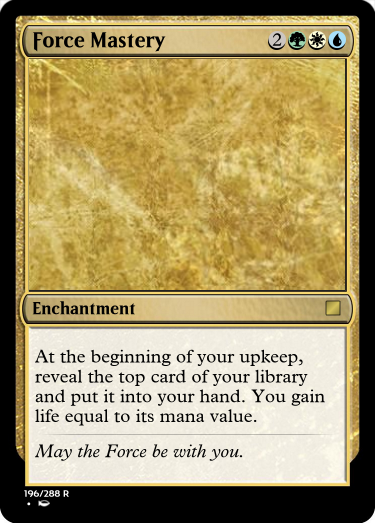 Force Mastery 2
Enchantment
At the beginning of your upkeep,
reveal the top card of your library
and put it into your hand. You gain
life equal to its mana value.
May the Force be with you.
196/288 R